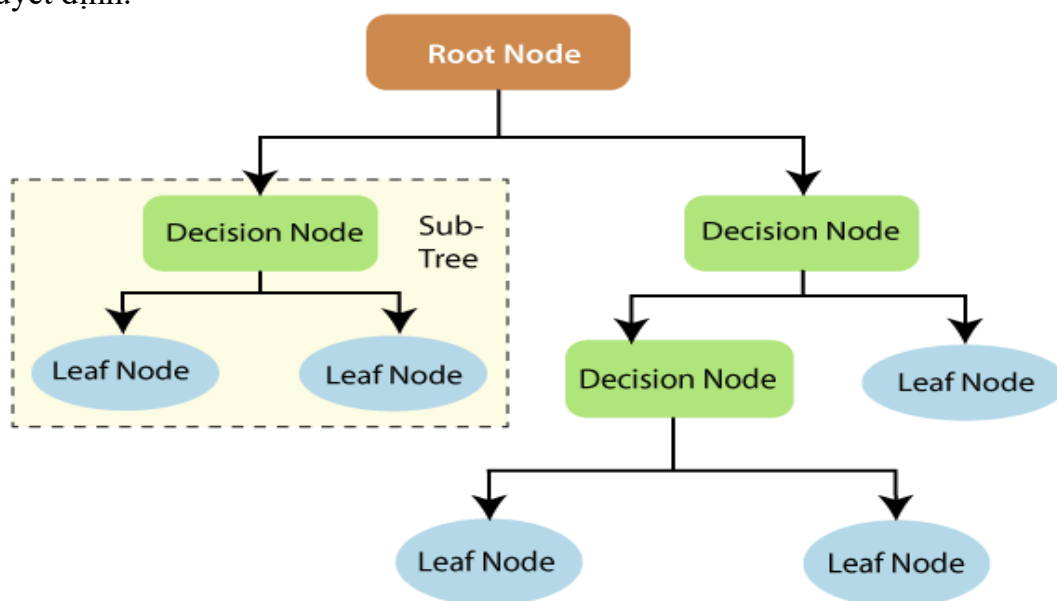 Root Node
Decision Node
Sub-
Tree
Decision Node
Leaf Node
Leaf Node
Decision Node
Leaf Node
Leaf Node
Leaf Node